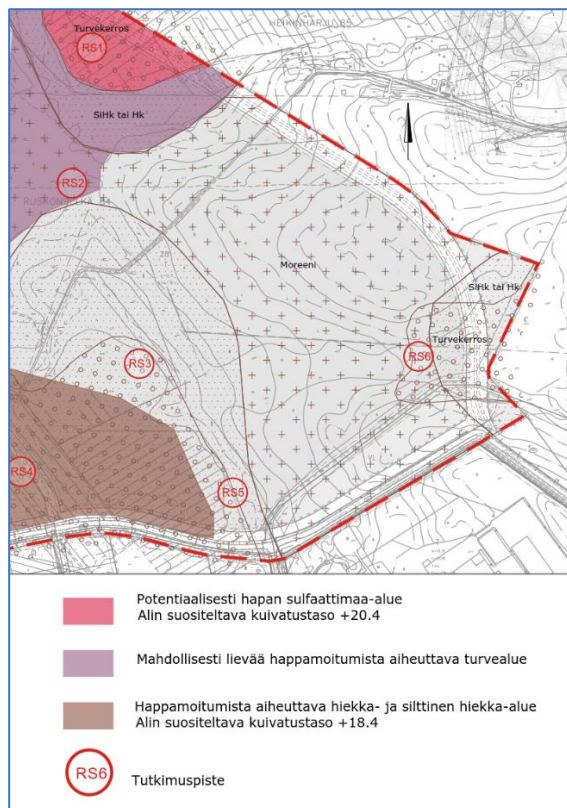 HEIKINHARJU 85
Turvekerros
RS1
SiHk tai Hk
RS2
Moreeni
SiHk tai Hk
Turvekerros
RS6
RS3
RS4
RS5
Potentiaalisesti hapan sulfaattimaa-alue
Alin suositeltava kuivatustaso +20.4
Mahdollisesti lievää happamoitumista aiheuttava turvealue
Happamoitumista aiheuttava hiekka- ja silttinen hiekka-alue
Alin suositeltava kuivatustaso +18.4
RS6
Tutkimuspiste